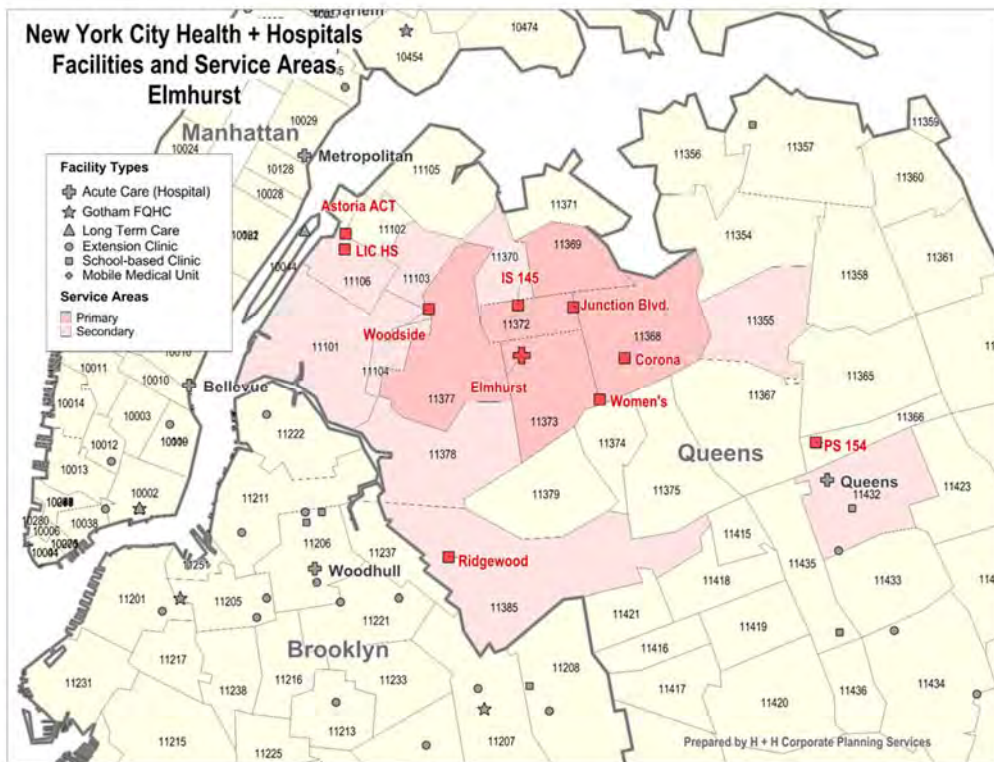 New York City Health + Hospitals
Facilities and Service Areas
Elmhurst
Manhattan
Facility Types
Acute Care (Hospital)
Gotham FQHC
Long Term Care
Extension Clinic
School-based Clinic
Mobile Medical Unit
Service Areas
Primary
Secondary
10474
10454
10029
10024
Metropolitan
10128
10028
11105
11356
11357
11359
11360
11371
Astoria ACT
11102
11369
11354
11361
LIC HS
10044
11370
IS 145
11358
11106
11103
Junction Blvd.
11372
11355
Woodside
11101
11368
Corona
11104
Elmhurst
11365
10011
10010
Bellevue
11377
11367
Women's
11366
10014
10003
11373
11222
11374
Queens
PS 154
10012
10009
11378
10013
Queens
11432
11423
10002
11211
11379
11375
10280
10038
10006
10004
11415
11206
11237
11435
Woodhull
Ridgewood
11433
11201
11205
11418
11385
11421
11221
11419
Brooklyn
11416
11217
11208
11216
11233
11434
11231
11238
11417
11436
11420
11213
11207
11215
11225
Prepared by H + H Corporate Planning Services